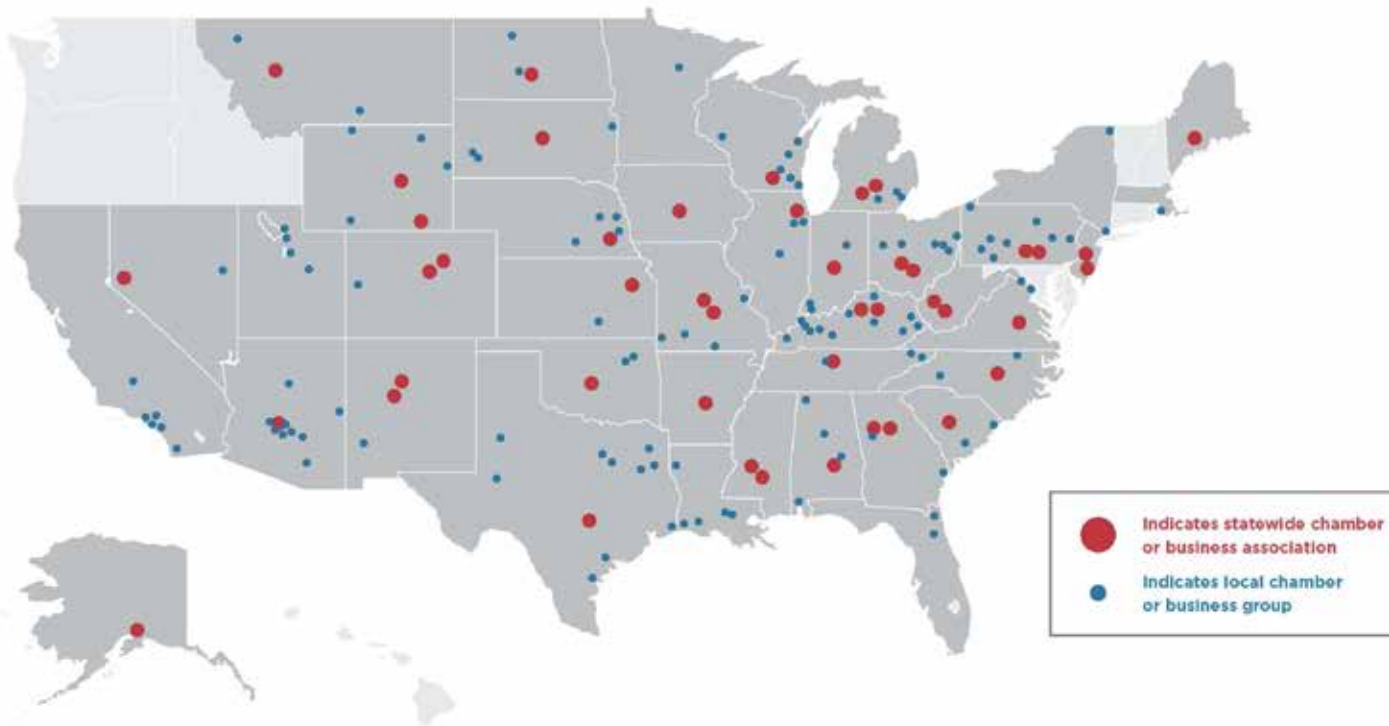 Indicates statewide chamber
or business association
Indicates local chamber
or business group